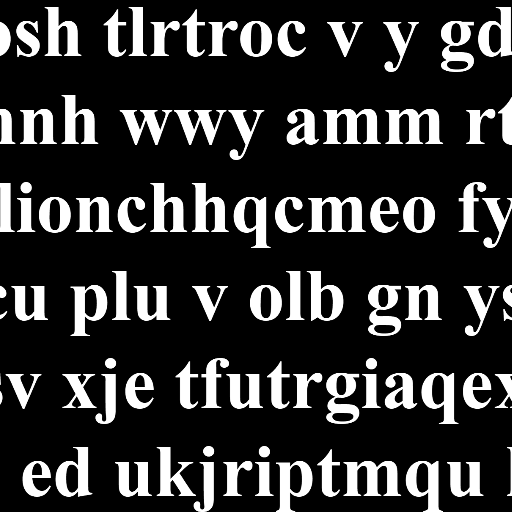 osh tlrtroc v y gd
nnh wwy amm rt
lionchhqcmeo fy
cu plu v olb gn ys
sv xje tfutrgiaqex
ed ukjriptmqu